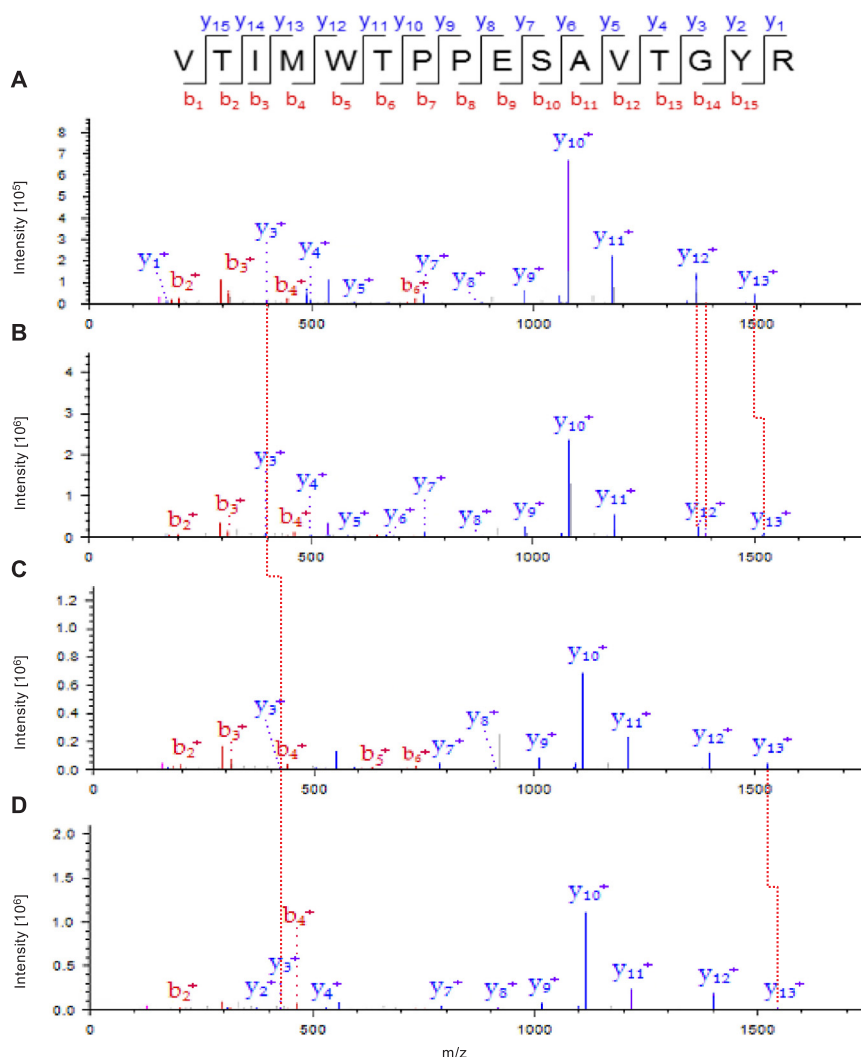 y15 y14 y13 y12 y11 y10 y9 y8 y7 y6 y5 y4 y3 y2 y1
V T I M W T P P E S A V T G Y R
b1 b2 b3 b4 b5 b6 b7 b8 b9 b10 b11 b12 b13 b14 b15
A
Intensity [10⁵]
8
7
6
5
4
3
2
1
0
y1+ b2+ b3+ y3+ b4+ y4+ y5+ b6+ y7+ y8+ y9+ y10+ y11+ y12+ y13+
0 500 1000 1500
B
Intensity [10⁶]
4
3
2
1
0
b2+ b3+ y3+ b4+ y4+ y5+ y6+ y7+ y8+ y9+ y10+ y11+ y12+ y13+
0 500 1000 1500
C
Intensity [10⁶]
1.2
1.0
0.8
0.6
0.4
0.2
0.0
b2+ b3+ y3+ b4+ b5+ b6+ y7+ y8+ y9+ y10+ y11+ y12+ y13+
0 500 1000 1500
D
Intensity [10⁶]
2.0
1.5
1.0
0.5
0.0
b2+ y2+ y3+ b4+ y4+ y7+ y8+ y9+ y10+ y11+ y12+ y13+
0 500 1000 1500
m/z